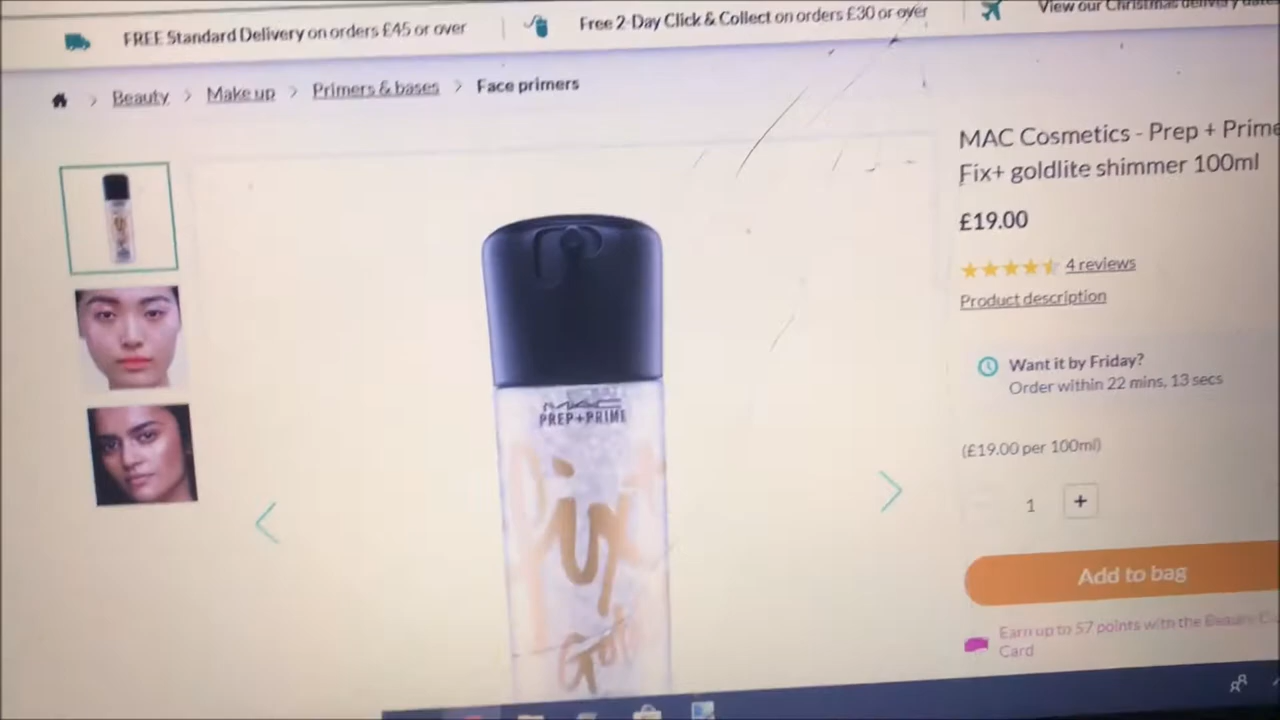 FREE Standard Delivery on orders £45 or over
Free 2-Day Click & Collect on orders £30 or over
View our Christmas delivery dates
Beauty
Make up
Primers & bases
Face primers
MAC Cosmetics - Prep + Prime
Fix+ goldlite shimmer 100ml
£19.00
4 reviews
Product description
Want it by Friday?
Order within 22 mins, 13 secs
(£19.00 per 100ml)
1 +
Add to bag
Earn up to 57 points with the Beauty
Card
MAC
PREP+PRIME
fix+
Gold